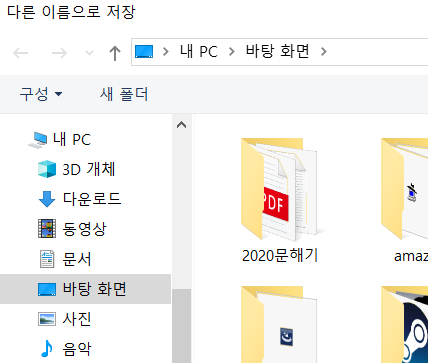 다른 이름으로 저장
내 PC 바탕 화면
구성 새 폴더
내 PC
3D 개체
다운로드
동영상
문서
바탕 화면
사진
음악
PDF
2020문해기
amaz